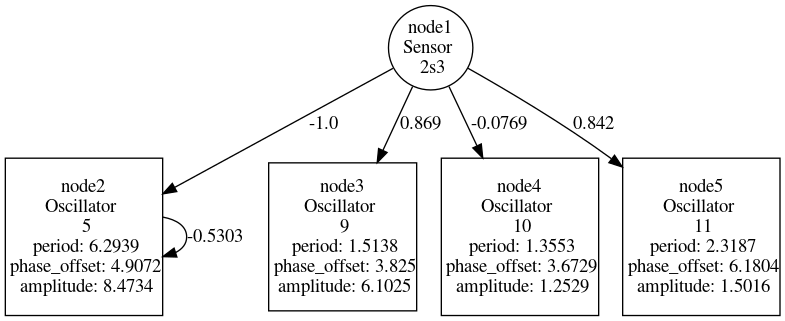 node1
Sensor
2s3
-1.0
0.869
-0.0769
0.842
node2
Oscillator
5
period: 6.2939
phase_offset: 4.9072
amplitude: 8.4734
-0.5303
node3
Oscillator
9
period: 1.5138
phase_offset: 3.825
amplitude: 6.1025
node4
Oscillator
10
period: 1.3553
phase_offset: 3.6729
amplitude: 1.2529
node5
Oscillator
11
period: 2.3187
phase_offset: 6.1804
amplitude: 1.5016